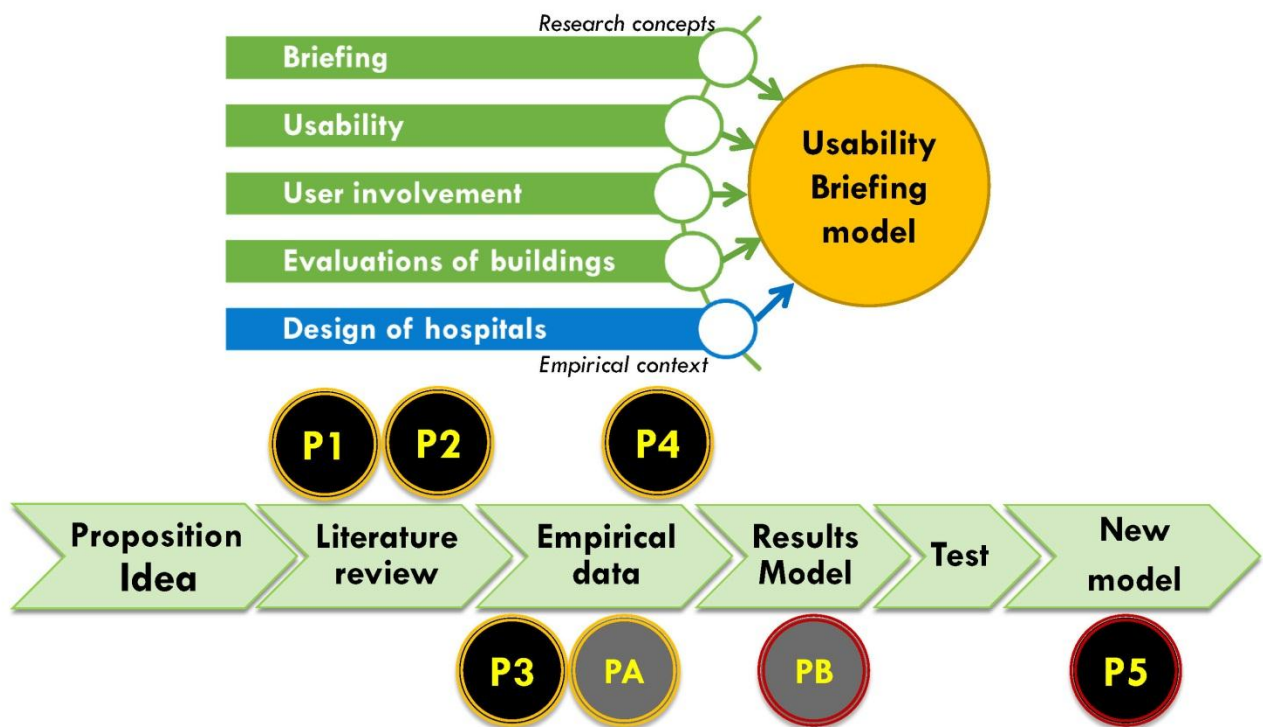 Research concepts
Briefing
Usability
User involvement
Evaluations of buildings
Design of hospitals
Empirical context
Usability
Briefing
model
P1
P2
P4
Proposition
Idea
Literature
review
Empirical
data
Results
Model
Test
New
model
P3
PA
PB
P5